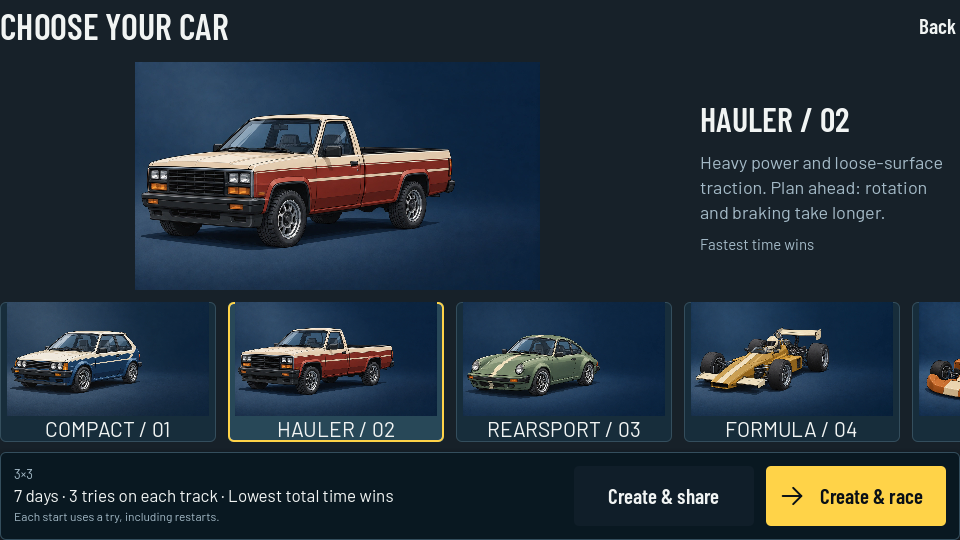 CHOOSE YOUR CAR
Back
HAULER / 02
Heavy power and loose-surface
traction. Plan ahead: rotation
and braking take longer.
Fastest time wins
COMPACT / 01
HAULER / 02
REARSPORT / 03
FORMULA / 04
3×3
7 days · 3 tries on each track · Lowest total time wins
Each start uses a try, including restarts.
Create & share
Create & race